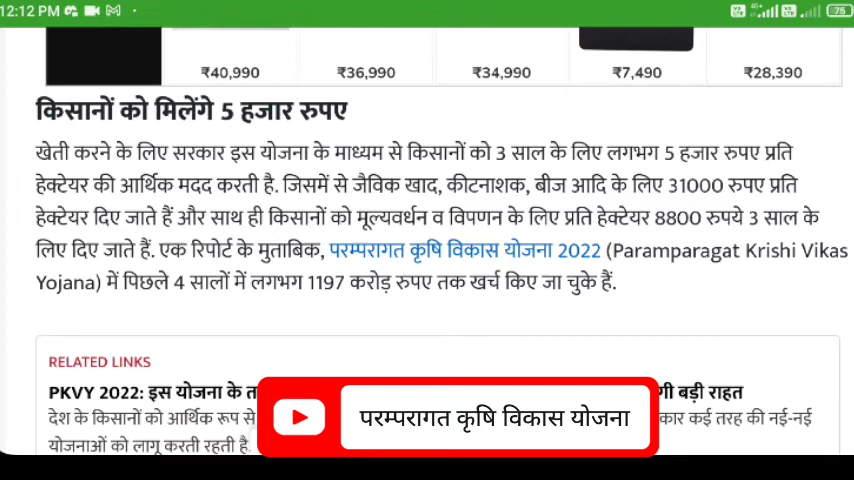 12:12 PM
75
₹40,990 ₹36,990 ₹34,990 ₹7,490 ₹28,390
किसानों को मिलेंगे 5 हजार रुपए
खेती करने के लिए सरकार इस योजना के माध्यम से किसानों को 3 साल के लिए लगभग 5 हजार रुपए प्रति
हेक्टेयर की आर्थिक मदद करती है. जिसमें से जैविक खाद, कीटनाशक, बीज आदि के लिए 31000 रुपए प्रति
हेक्टेयर दिए जाते हैं और साथ ही किसानों को मूल्यवर्धन व विपणन के लिए प्रति हेक्टेयर 8800 रुपये 3 साल के
लिए दिए जाते हैं. एक रिपोर्ट के मुताबिक, परम्परागत कृषि विकास योजना 2022 (Paramparagat Krishi Vikas
Yojana) में पिछले 4 सालों में लगभग 1197 करोड़ रुपए तक खर्च किए जा चुके हैं.
RELATED LINKS
PKVY 2022: इस योजना के त गी बड़ी राहत
देश के किसानों को आर्थिक रूप से कार कई तरह की नई-नई
योजनाओं को लागू करती रहती है.
परम्परागत कृषि विकास योजना